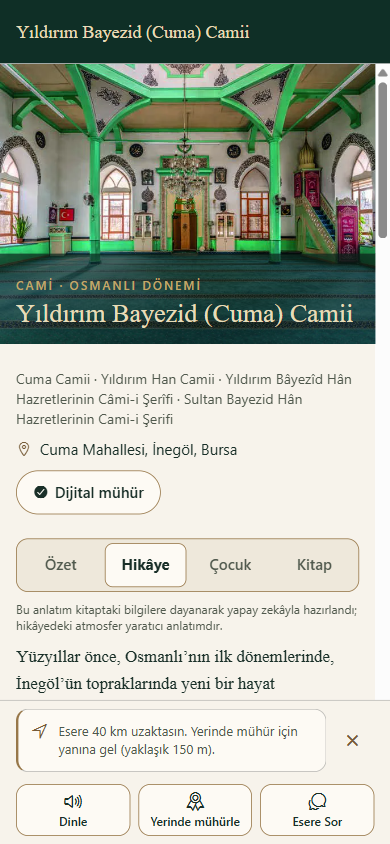 Yıldırım Bayezid (Cuma) Camii
CAMİ · OSMANLI DÖNEMİ
Yıldırım Bayezid (Cuma) Camii
Cuma Camii · Yıldırım Han Camii · Yıldırım Bâyezîd Hân
Hazretlerinin Câmi-i Şerîfi · Sultan Bayezid Hân
Hazretlerinin Cami-i Şerifi
Cuma Mahallesi, İnegöl, Bursa
Dijital mühür
Özet
Hikâye
Çocuk
Kitap
Bu anlatım kitaptaki bilgilere dayanarak yapay zekâyla hazırlandı;
hikâyedeki atmosfer yaratıcı anlatımdır.
Yüzyıllar önce, Osmanlı’nın ilk dönemlerinde,
İnegöl’ün topraklarında yeni bir hayat
Esere 40 km uzaktasın. Yerinde mühür için
yanına gel (yaklaşık 150 m).
Dinle
Yerinde mühürle
Esere Sor